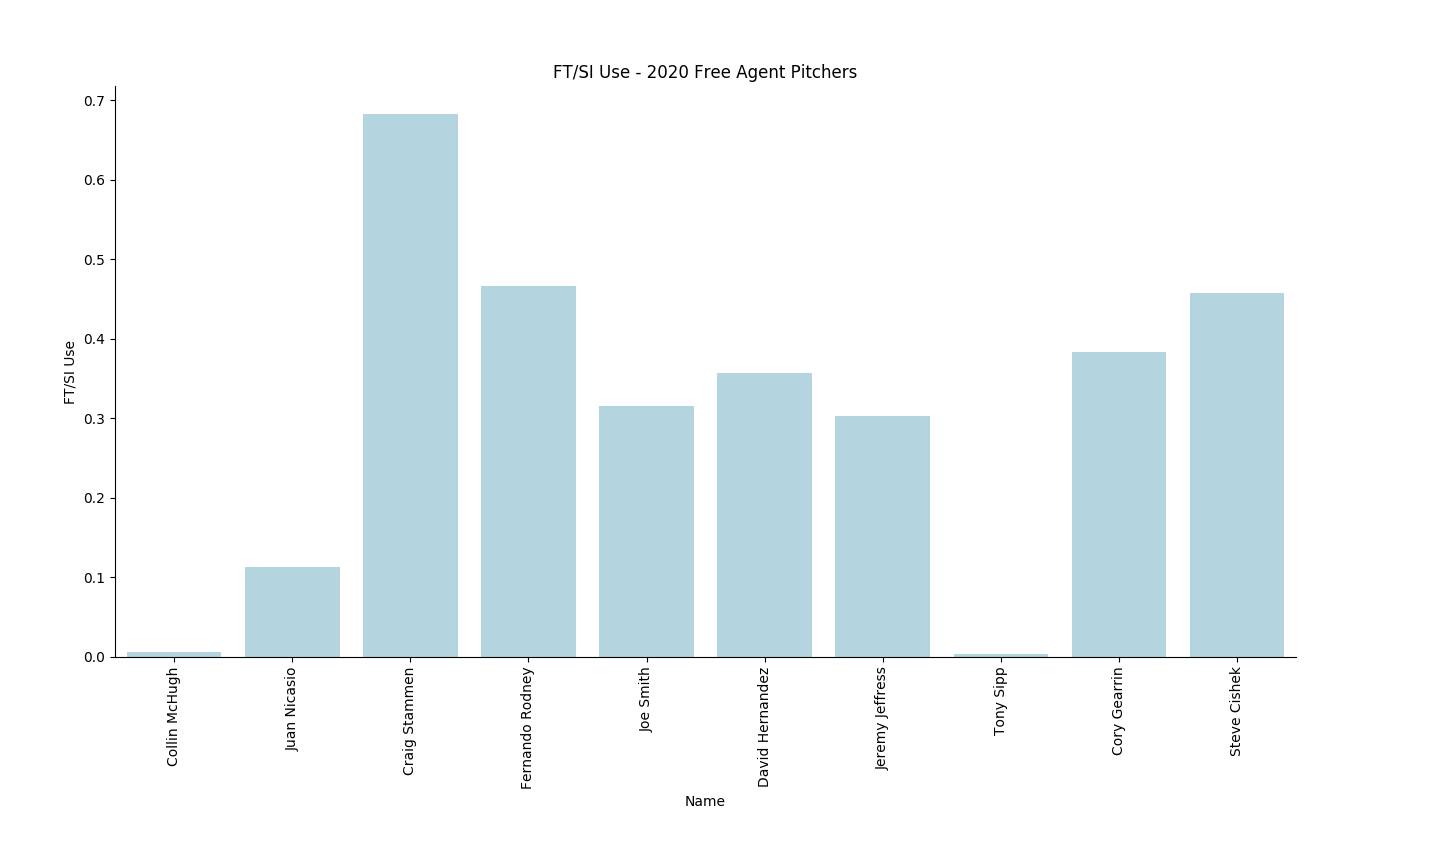 FT/SI Use - 2020 Free Agent Pitchers
0.7
0.6
0.5
0.4
0.3
0.2
0.1
0.0
FT/SI Use
Collin McHugh
Juan Nicasio
Craig Stammen
Fernando Rodney
Joe Smith
David Hernandez
Jeremy Jeffress
Tony Sipp
Cory Gearrin
Steve Cishek
Name